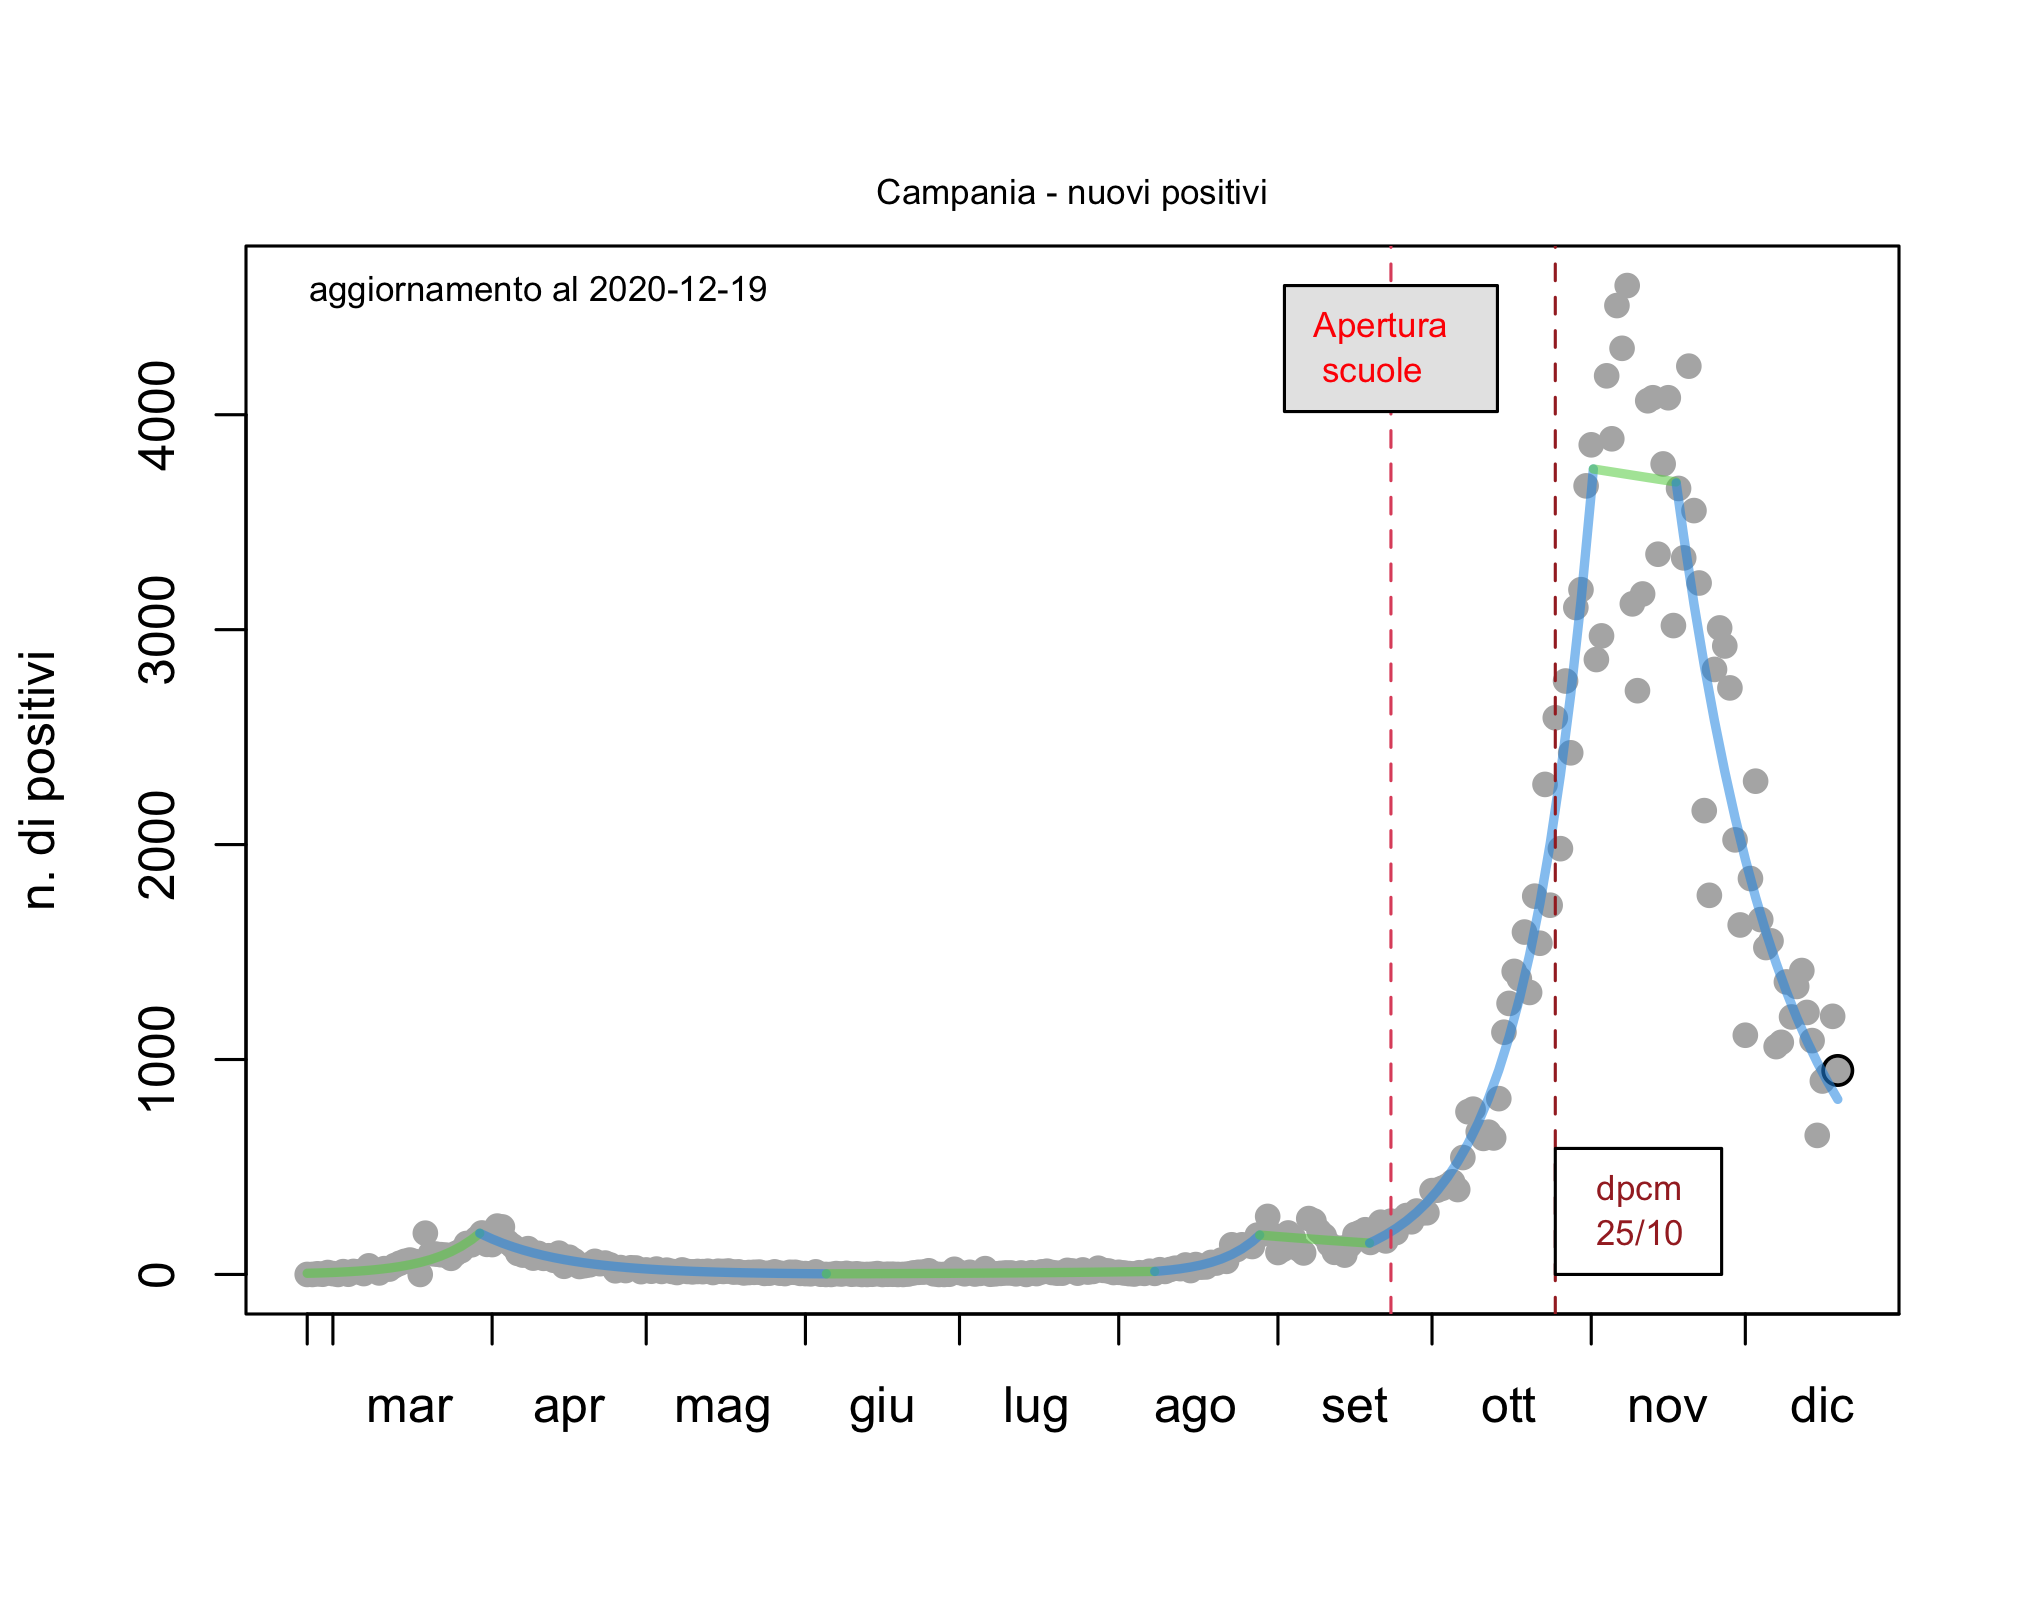 Campania - nuovi positivi
aggiornamento al 2020-12-19
Apertura
scuole
n. di positivi
4000
3000
2000
1000
0
dpcm
25/10
mar apr mag giu lug ago set ott nov dic